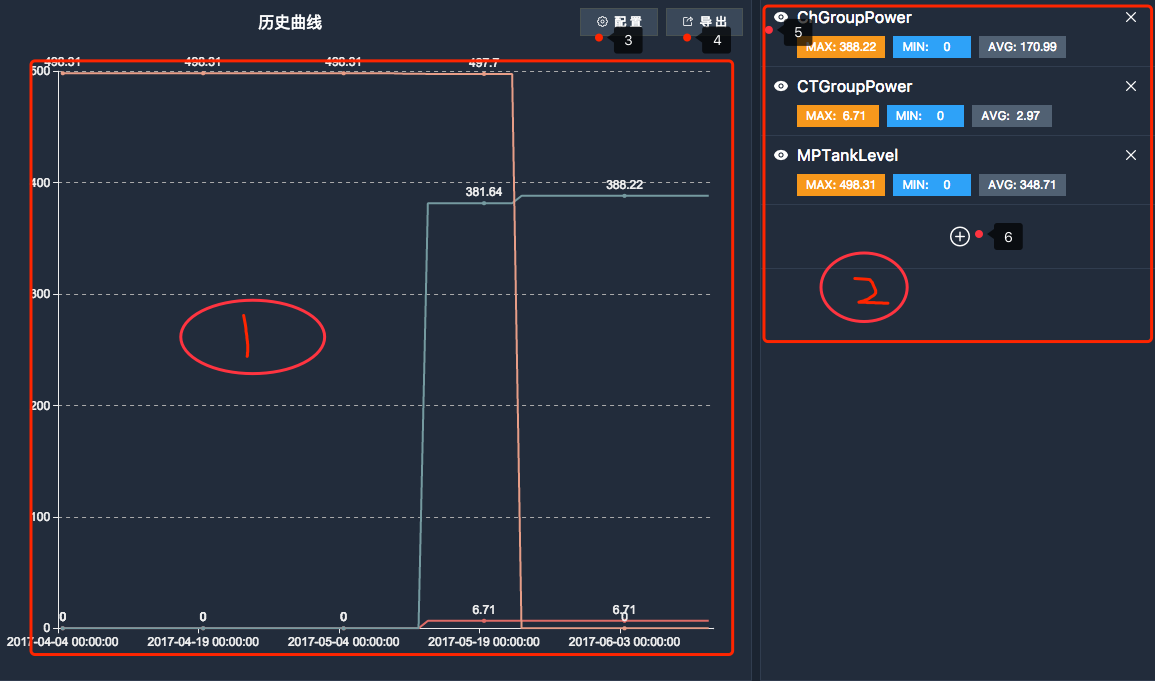 历史曲线
配 置
导 出
3
4
498.31
498.31
498.31
497.7
500
400
381.64
388.22
300
1
200
100
6.71
6.71
0
0
0
0
0
2017-04-04 00:00:00
2017-04-19 00:00:00
2017-05-04 00:00:00
2017-05-19 00:00:00
2017-06-03 00:00:00
ChGroupPower
5
MAX: 388.22
MIN: 0
AVG: 170.99
CTGroupPower
MAX: 6.71
MIN: 0
AVG: 2.97
MPTankLevel
MAX: 498.31
MIN: 0
AVG: 348.71
6
2